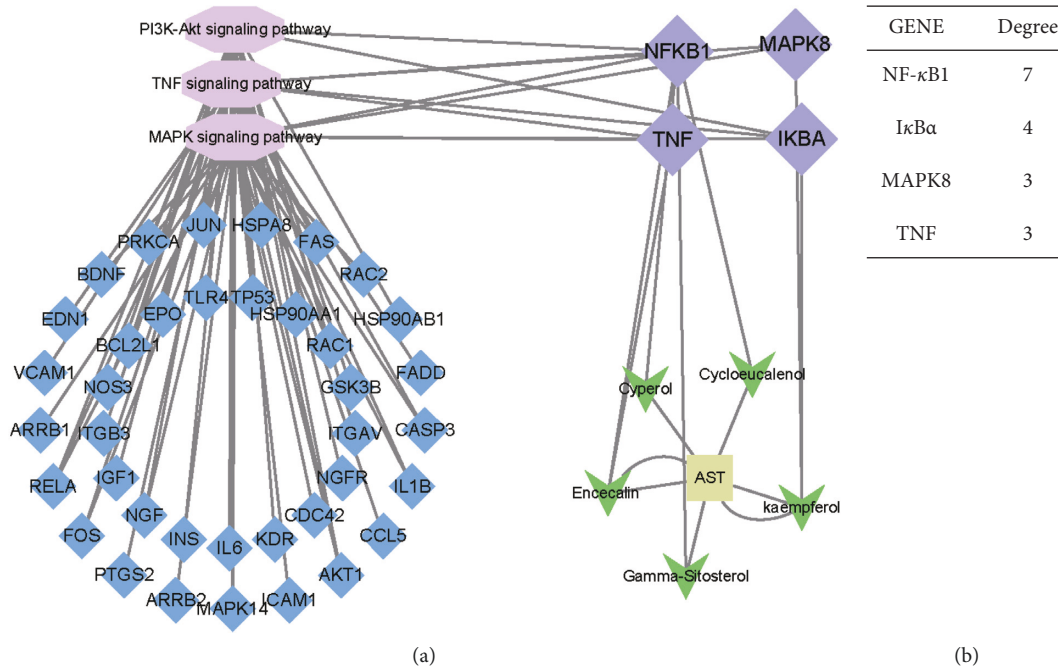 PI3K-Akt signaling pathway
TNF signaling pathway
MAPK signaling pathway
NFKB1
MAPK8
TNF
IKBA
JUN
HSPA8
PRKCA
FAS
BDNF
RAC2
TLR4
TP53
EDN1
EPO
HSP90AA1
HSP90AB1
BCL2L1
RAC1
VCAM1
NOS3
GSK3B
FADD
ARRB1
ITGB3
ITGAV
CASP3
RELA
IGF1
NGFR
IL1B
FOS
NGF
INS
IL6
KDR
CDC42
CCL5
PTGS2
ARRB2
MAPK14
ICAM1
AKT1
Cyperol
Cycloeucalenol
AST
Encecalin
kaempferol
Gamma-Sitosterol
(a)
GENE Degree
NF-κB1 7
IκBα 4
MAPK8 3
TNF 3
(b)